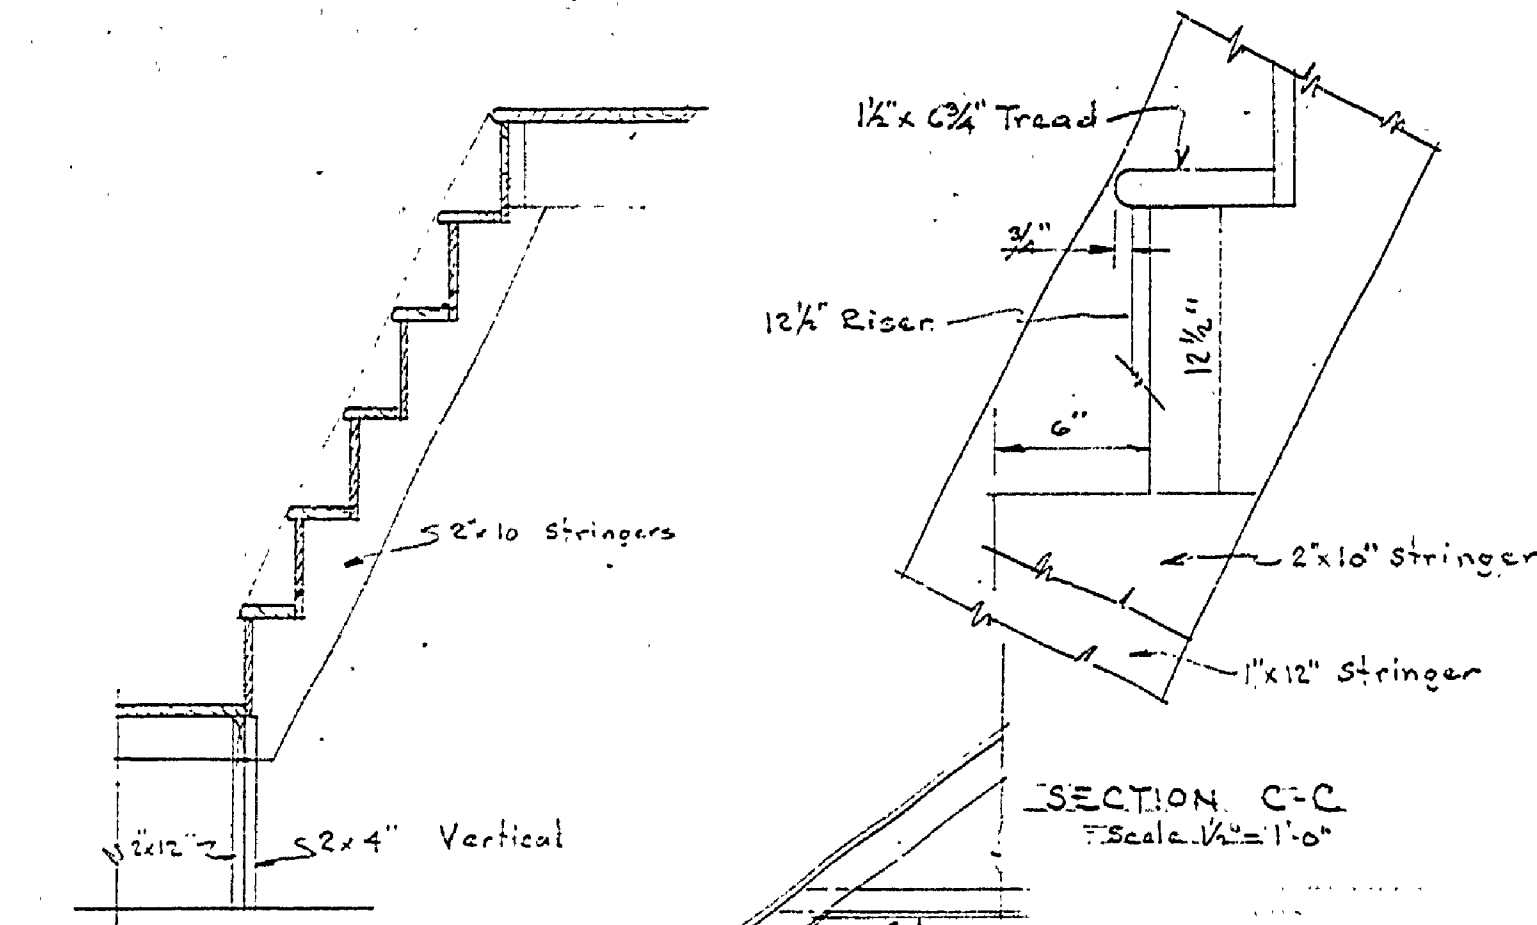 2"x10 Stringers
2"x12"
2x4" Vertical
1½"x 6¾" Tread
¾"
12½" Riser
12½"
6"
2"x10" Stringer
1"x12" Stringer
SECTION C-C
Scale 1½"=1'-0"